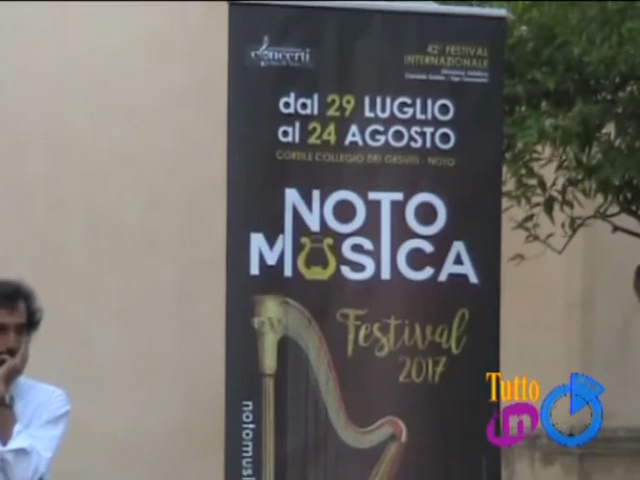 Concerti
42° FESTIVAL
INTERNAZIONALE
dal 29 LUGLIO
al 24 AGOSTO
CORTILE COLLEGIO DEI GESUITI - NOTO
NOTO
MUSICA
Festival
2017
notomusi
Tutto
in